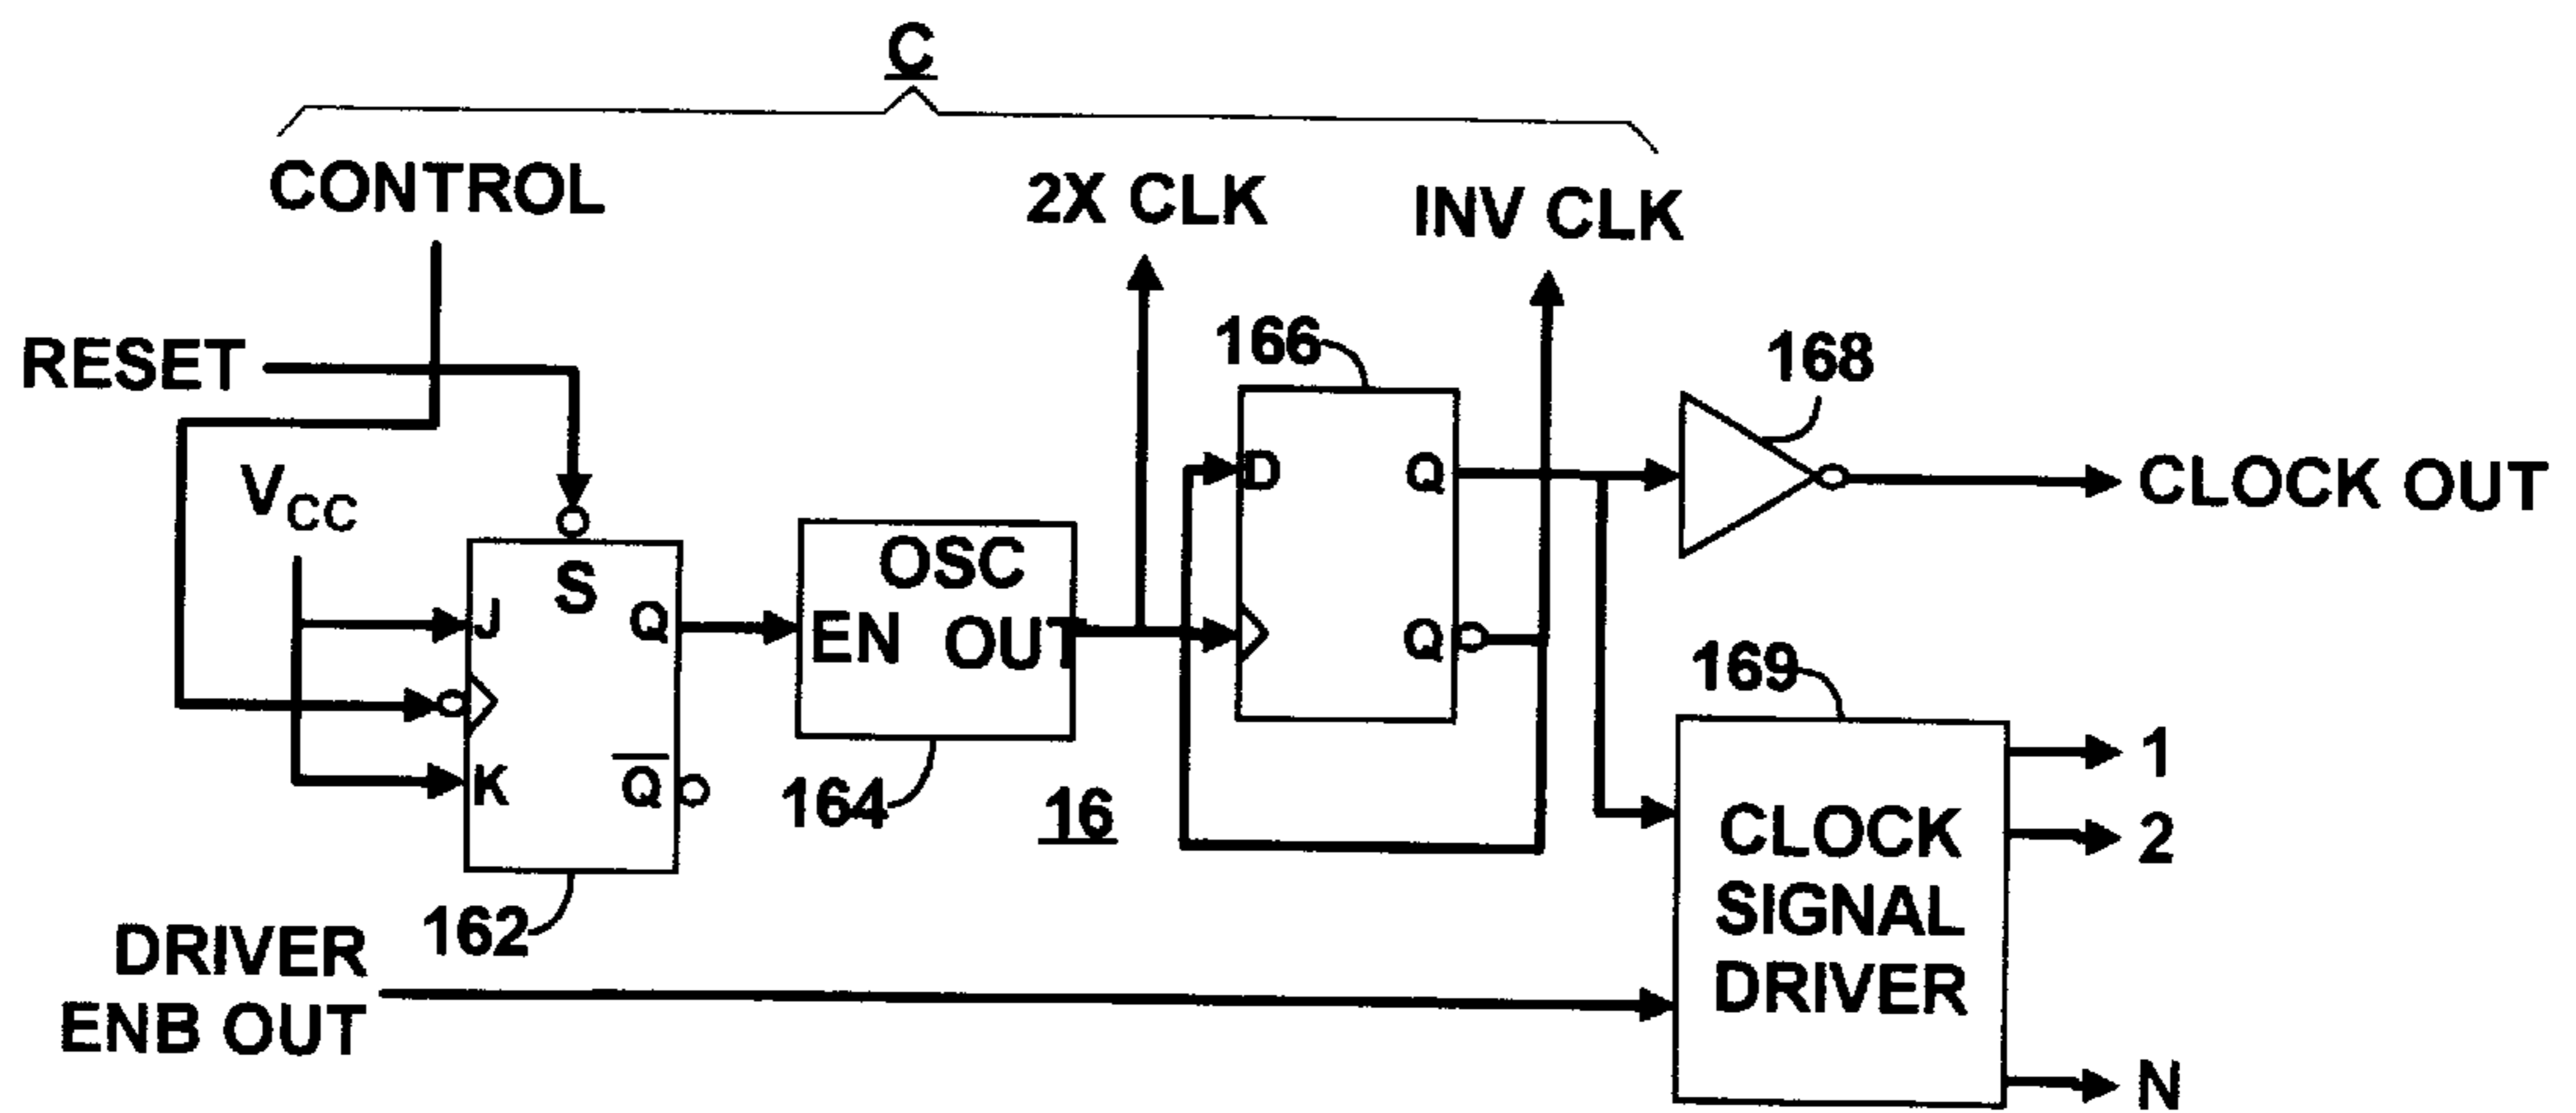 C
CONTROL
2X CLK
INV CLK
RESET
166
168
V_CC
D
Q
CLOCK OUT
S
J
Q
OSC
EN OUT
Q
169
K
Q̅
164
16
1
CLOCK
2
162
SIGNAL
DRIVER
DRIVER
ENB OUT
N